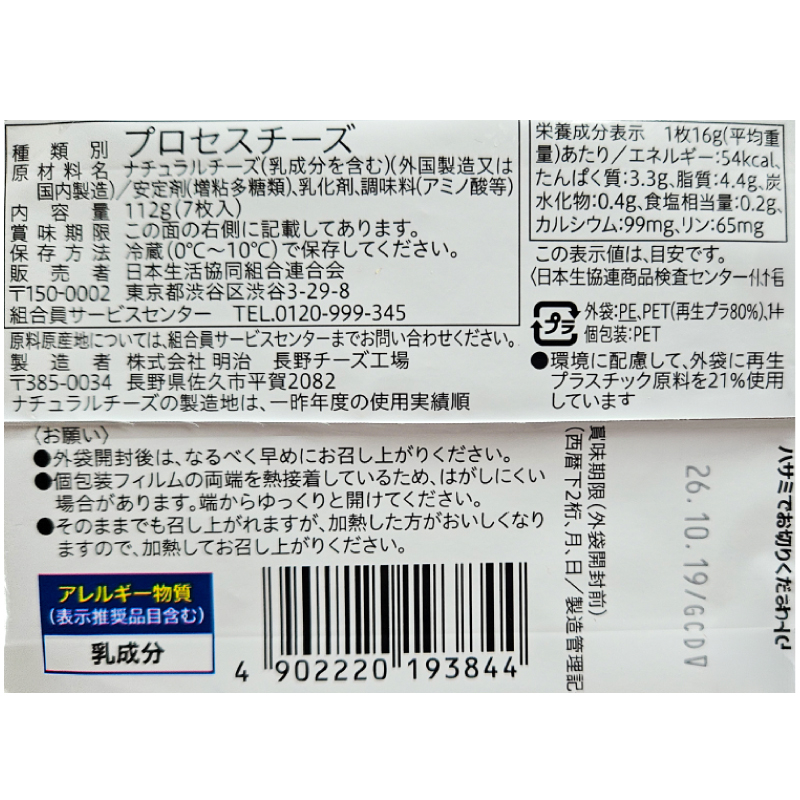 種類別 プロセスチーズ
原材料名 ナチュラルチーズ(乳成分を含む)(外国製造又は
国内製造)/安定剤(増粘多糖類)、乳化剤、調味料(アミノ酸等)
内容量 112g(7枚入)
賞味期限 この面の右側に記載してあります。
保存方法 冷蔵(0℃~10℃)で保存してください。
販売者 日本生活協同組合連合会
〒150-0002 東京都渋谷区渋谷3-29-8
組合員サービスセンター TEL.0120-999-345
原料原産地については、組合員サービスセンターまでお問い合わせください。
製造者 株式会社 明治 長野チーズ工場
〒385-0034 長野県佐久市平賀2082
ナチュラルチーズの製造地は、一昨年度の使用実績順
栄養成分表示 1枚16g(平均重
量)あたり/エネルギー:54kcal、
たんぱく質:3.3g、脂質:4.4g、炭
水化物:0.4g、食塩相当量:0.2g、
カルシウム:99mg、リン:65mg
この表示値は、目安です。
〈日本生協連商品検査センター
プラ
外袋:PE、PET(再生プラ80%)、
個包装:PET
●環境に配慮して、外袋に再生
プラスチック原料を21%使用
しています
〈お願い〉
●外袋開封後は、なるべく早めにお召し上がりください。
●個包装フィルムの両端を熱接着しているため、はがしにくい
場合があります。端からゆっくりと開けてください。
●そのままでも召し上がれますが、加熱した方がおいしくなり
ますので、加熱してお召し上がりください。
アレルギー物質
(表示推奨品目含む)
乳成分
4 902220 193844
賞味期限(外袋開封前)
(西暦下2桁、月、日/製造管理記
26.10.19/GCDV
ハサミでお切りくだ